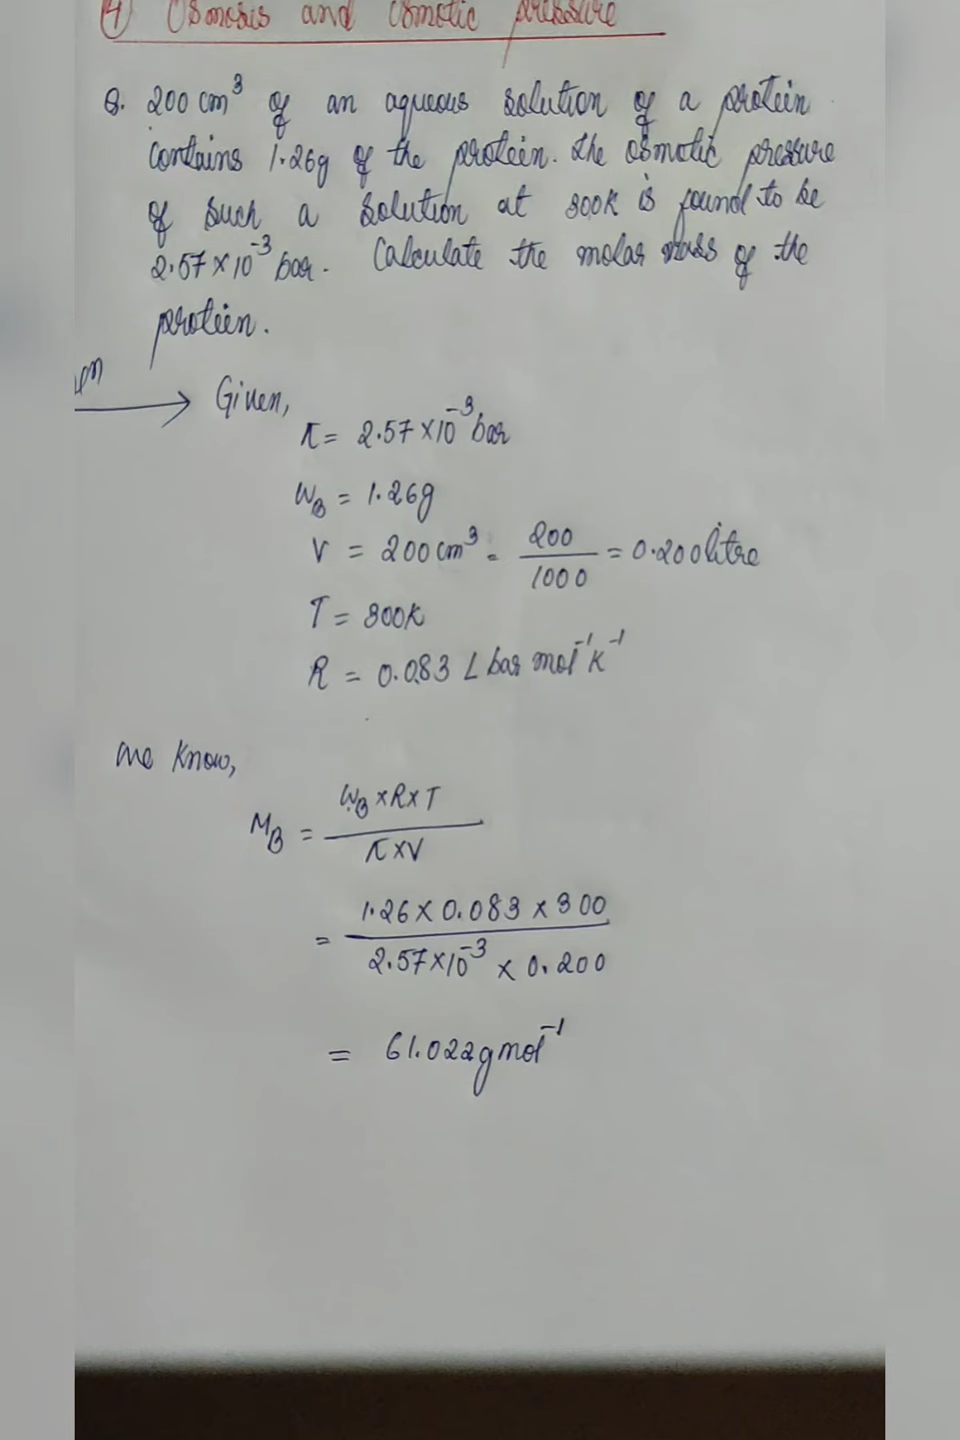 4) Osmosis and Osmotic pressure
Q. 200 cm³ of an aqueous solution of a protein
contains 1.26g of the protein. The osmotic pressure
of such a solution at 300K is found to be
2.57×10⁻³ bar. Calculate the molar mass of the
protein.
Given,
π = 2.57×10⁻³ bar
W_B = 1.26g
V = 200 cm³ = 200/1000 = 0.200 litre
T = 300K
R = 0.083 L bar mol⁻¹ K⁻¹
We know,
M_B = W_B×R×T / π×V
= 1.26×0.083×300 / 2.57×10⁻³ × 0.200
= 61.022 g mol⁻¹